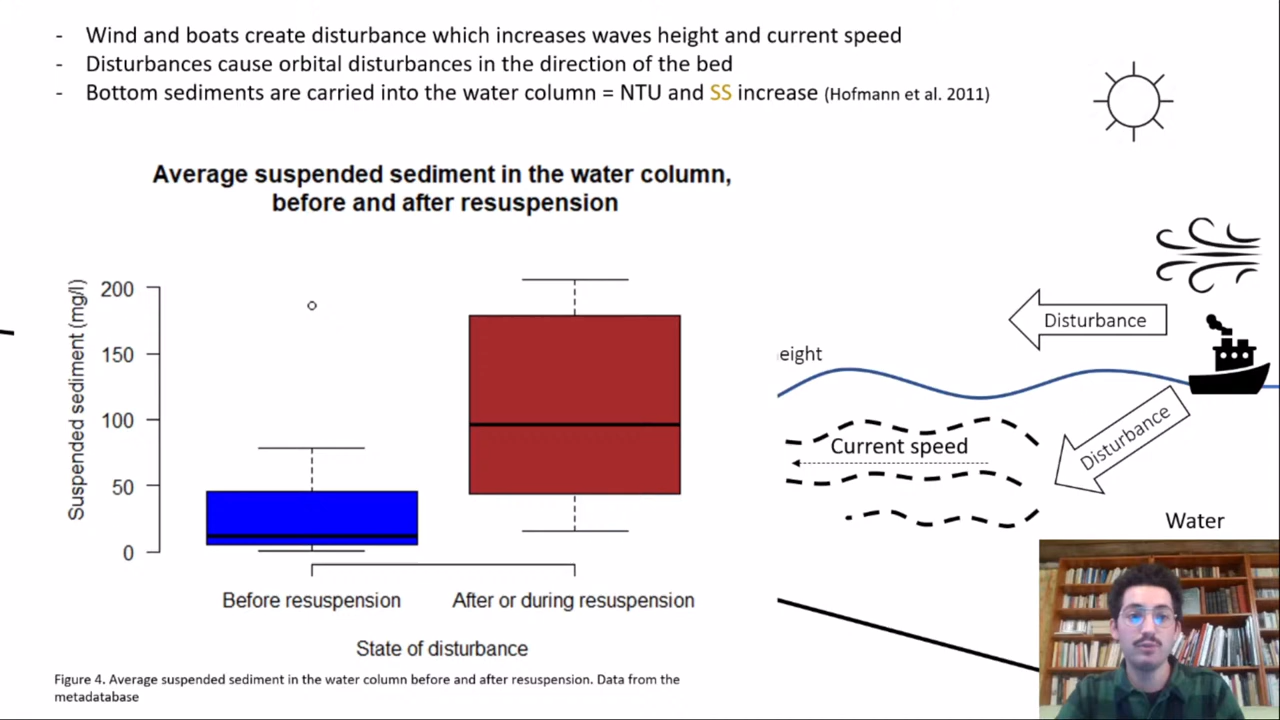 - Wind and boats create disturbance which increases waves height and current speed
- Disturbances cause orbital disturbances in the direction of the bed
- Bottom sediments are carried into the water column = NTU and SS increase (Hofmann et al. 2011)
Average suspended sediment in the water column,
before and after resuspension
Suspended sediment (mg/l)
200
150
100
50
0
Before resuspension
After or during resuspension
State of disturbance
Figure 4. Average suspended sediment in the water column before and after resuspension. Data from the
metadatabase
Disturbance
eight
Current speed
Disturbance
Water